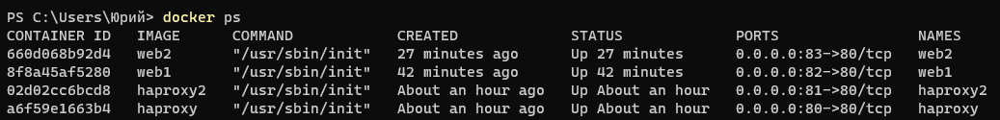 PS C:\Users\Юрий> docker ps
CONTAINER ID   IMAGE      COMMAND            CREATED             STATUS             PORTS                NAMES
660d068b92d4   web2       "/usr/sbin/init"   27 minutes ago      Up 27 minutes      0.0.0.0:83->80/tcp   web2
8f8a45af5280   web1       "/usr/sbin/init"   42 minutes ago      Up 42 minutes      0.0.0.0:82->80/tcp   web1
02d02cc6bcd8   haproxy2   "/usr/sbin/init"   About an hour ago   Up About an hour   0.0.0.0:81->80/tcp   haproxy2
a6f59e1663b4   haproxy    "/usr/sbin/init"   About an hour ago   Up About an hour   0.0.0.0:80->80/tcp   haproxy